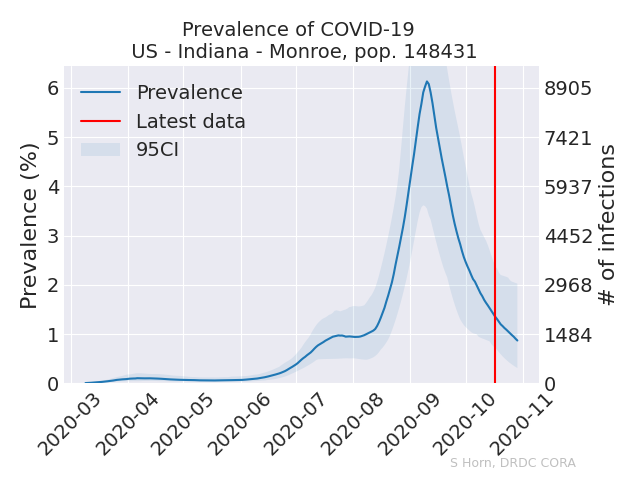 Prevalence of COVID-19
US - Indiana - Monroe, pop. 148431
Prevalence
Latest data
95CI
Prevalence (%)
6
5
4
3
2
1
0
8905
7421
5937
4452
2968
1484
0
# of infections
2020-03
2020-04
2020-05
2020-06
2020-07
2020-08
2020-09
2020-10
2020-11
S Horn, DRDC CORA